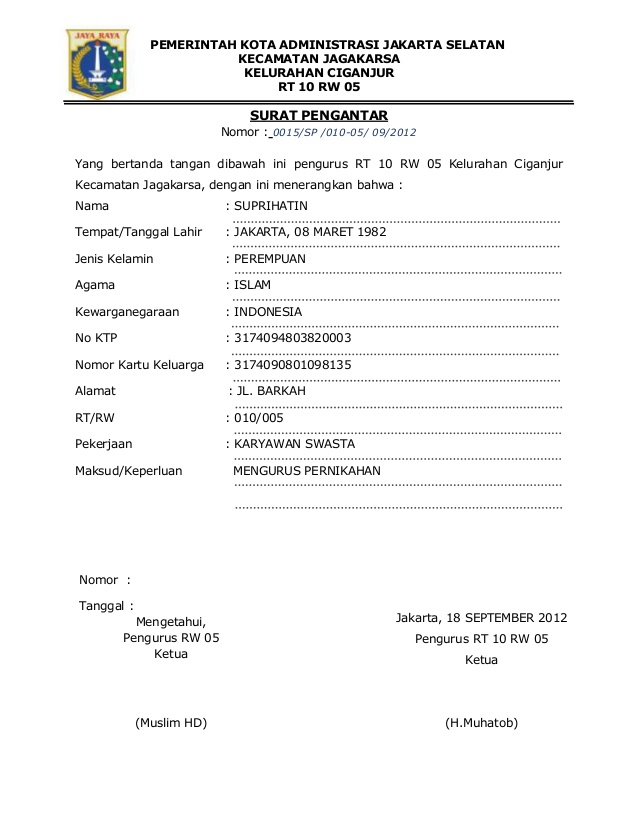 JAYA RAYA
PEMERINTAH KOTA ADMINISTRASI JAKARTA SELATAN
KECAMATAN JAGAKARSA
KELURAHAN CIGANJUR
RT 10 RW 05
SURAT PENGANTAR
Nomor : 0015/SP /010-05/ 09/2012
Yang bertanda tangan dibawah ini pengurus RT 10 RW 05 Kelurahan Ciganjur
Kecamatan Jagakarsa, dengan ini menerangkan bahwa :
Nama : SUPRIHATIN
Tempat/Tanggal Lahir : JAKARTA, 08 MARET 1982
Jenis Kelamin : PEREMPUAN
Agama : ISLAM
Kewarganegaraan : INDONESIA
No KTP : 3174094803820003
Nomor Kartu Keluarga : 3174090801098135
Alamat : JL. BARKAH
RT/RW : 010/005
Pekerjaan : KARYAWAN SWASTA
Maksud/Keperluan MENGURUS PERNIKAHAN
Nomor :
Tanggal :
Mengetahui,
Pengurus RW 05
Ketua
(Muslim HD)
Jakarta, 18 SEPTEMBER 2012
Pengurus RT 10 RW 05
Ketua
(H.Muhatob)